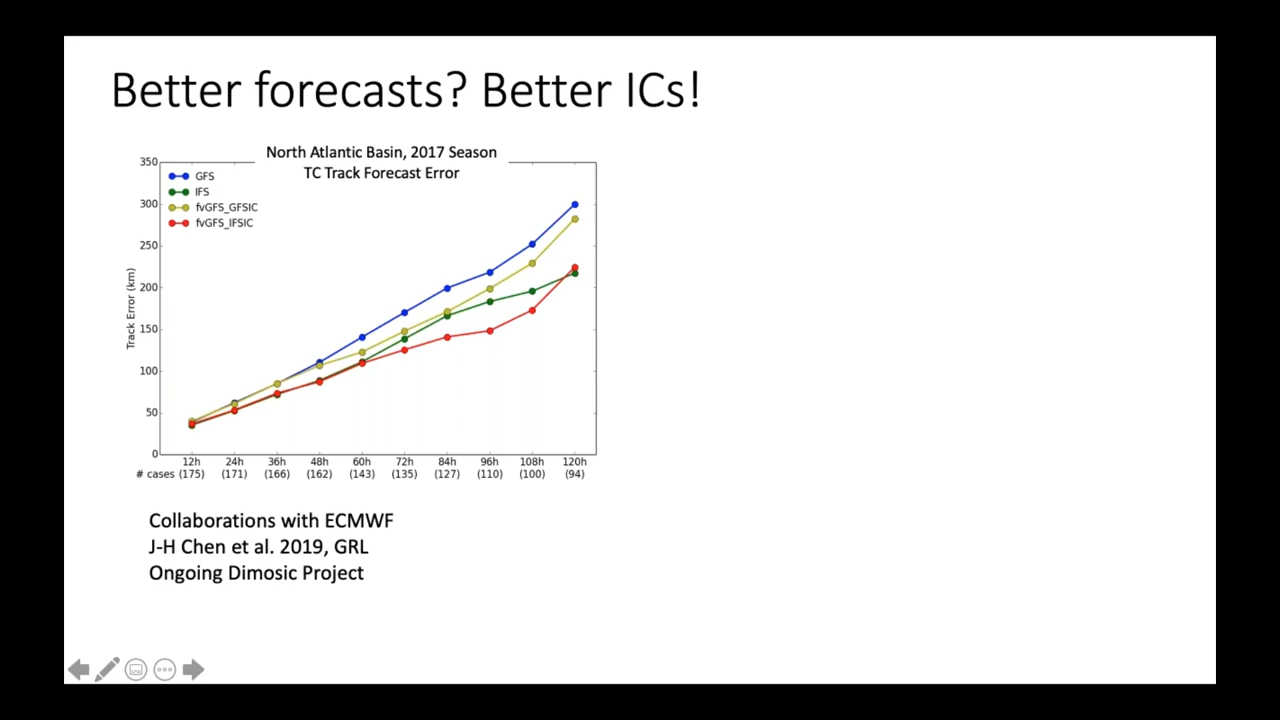 Better forecasts? Better ICs!
North Atlantic Basin, 2017 Season
TC Track Forecast Error
GFS
IFS
fvGFS_GFSIC
fvGFS_IFSIC
Track Error (km)
350
300
250
200
150
100
50
0
12h 24h 36h 48h 60h 72h 84h 96h 108h 120h
# cases (175) (171) (166) (162) (143) (135) (127) (110) (100) (94)
Collaborations with ECMWF
J-H Chen et al. 2019, GRL
Ongoing Dimosic Project